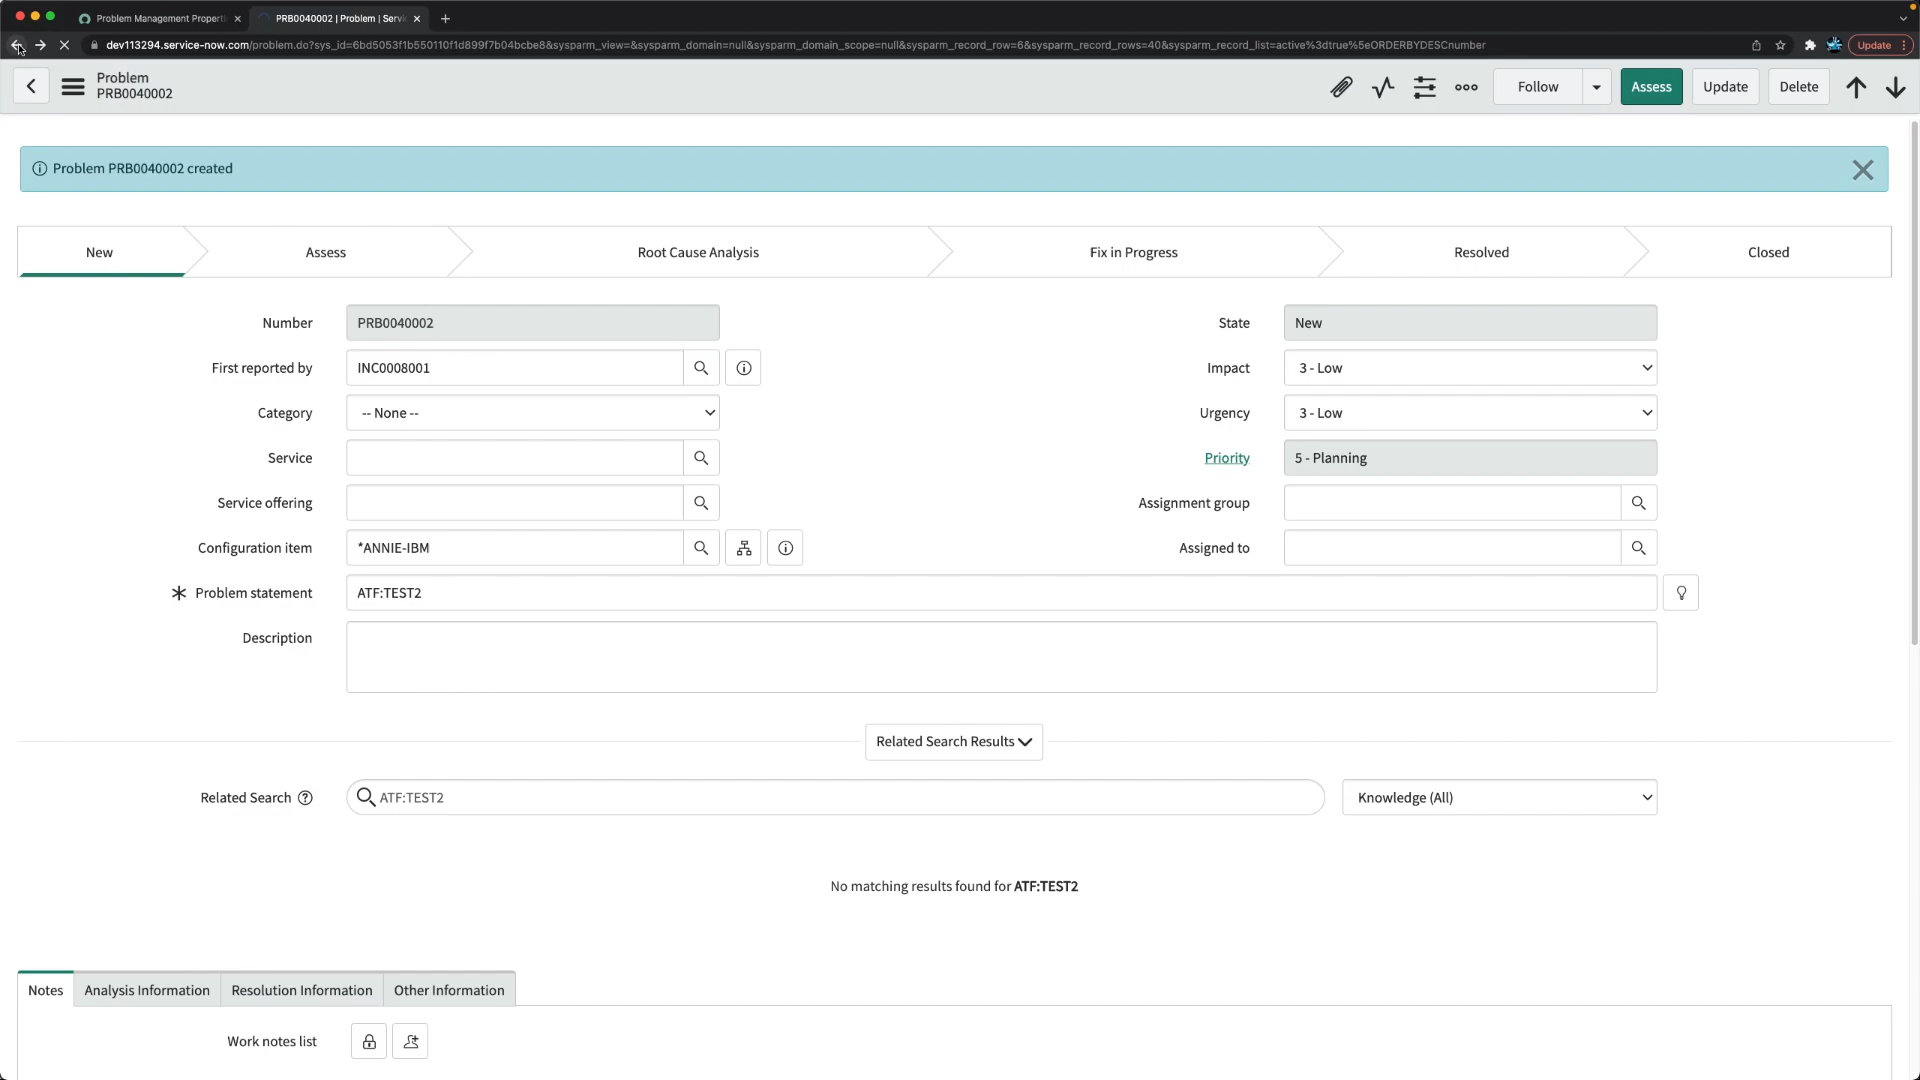 Problem Management Properti
PRB0040002 | Problem | Servi
dev113294.service-now.com/problem.do?sys_id=6bd5053f1b550110f1d899f7b04bcbe8&sysparm_view=&sysparm_domain=null&sysparm_domain_scope=null&sysparm_record_row=6&sysparm_record_rows=40&sysparm_record_list=active%3dtrue%5eORDERBYDESCnumber
Update
Problem
PRB0040002
Follow
Assess
Update
Delete
Problem PRB0040002 created
New
Assess
Root Cause Analysis
Fix in Progress
Resolved
Closed
Number
PRB0040002
State
New
First reported by
INC0008001
Impact
3 - Low
Category
-- None --
Urgency
3 - Low
Service
Priority
5 - Planning
Service offering
Assignment group
Configuration item
*ANNIE-IBM
Assigned to
Problem statement
ATF:TEST2
Description
Related Search Results
Related Search
ATF:TEST2
Knowledge (All)
No matching results found for ATF:TEST2
Notes
Analysis Information
Resolution Information
Other Information
Work notes list